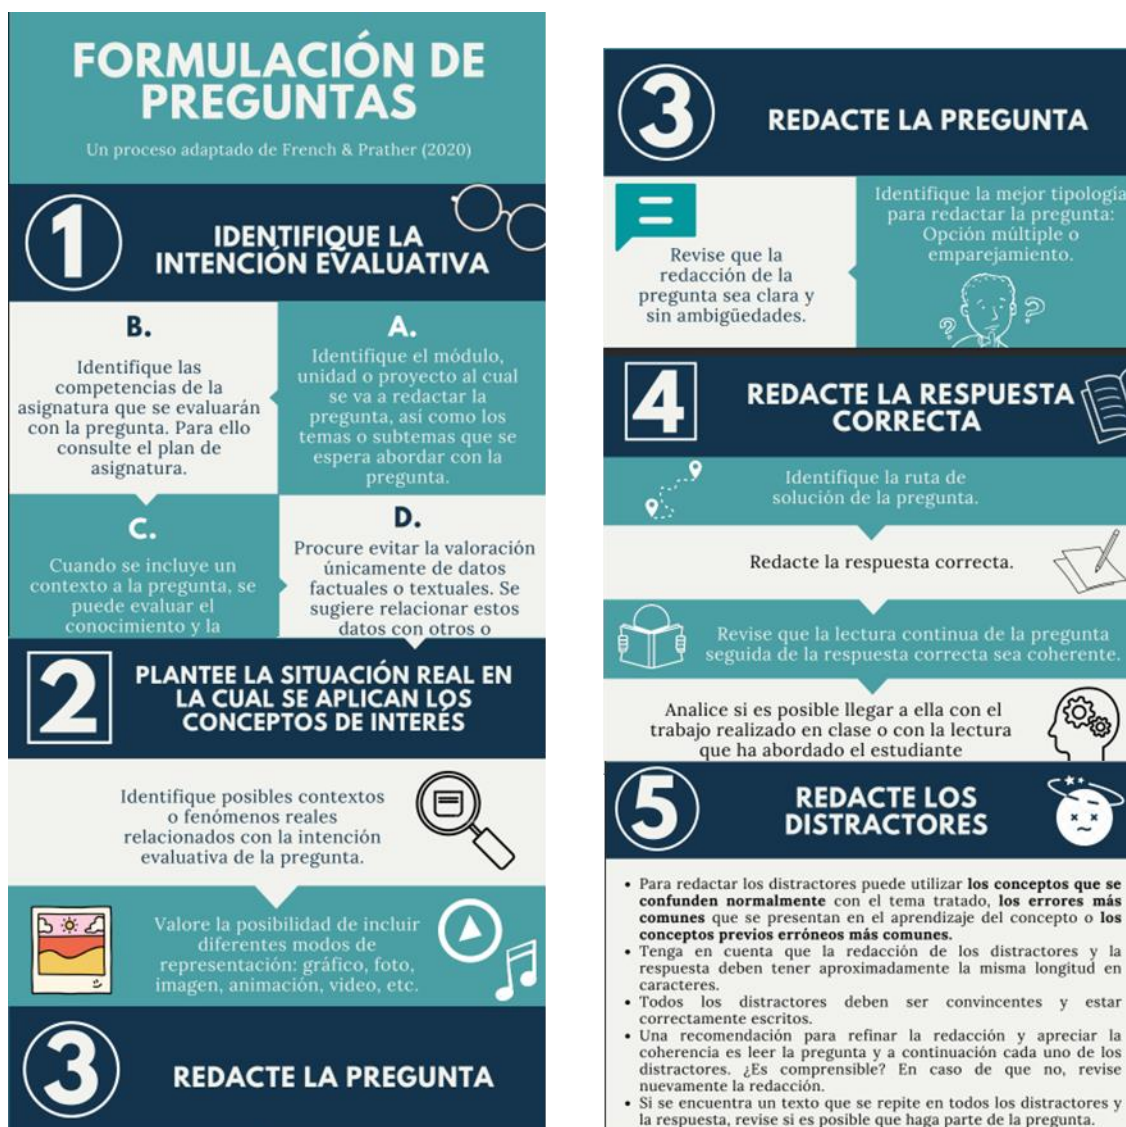 FORMULACIÓN DE
PREGUNTAS
Un proceso adaptado de French & Prather (2020)
1
IDENTIFIQUE LA
INTENCIÓN EVALUATIVA
A.
Identifique el módulo,
unidad o proyecto al cual
se va a redactar la
pregunta, así como los
temas o subtemas que se
espera abordar con la
pregunta.
B.
Identifique las
competencias de la
asignatura que se evaluarán
con la pregunta. Para ello
consulte el plan de
asignatura.
C.
Cuando se incluye un
contexto a la pregunta, se
puede evaluar el
conocimiento y la
D.
Procure evitar la valoración
únicamente de datos
factuales o textuales. Se
sugiere relacionar estos
datos con otros o
2
PLANTEE LA SITUACIÓN REAL EN
LA CUAL SE APLICAN LOS
CONCEPTOS DE INTERÉS
Identifique posibles contextos
o fenómenos reales
relacionados con la intención
evaluativa de la pregunta.
Valore la posibilidad de incluir
diferentes modos de
representación: gráfico, foto,
imagen, animación, video, etc.
3
REDACTE LA PREGUNTA
3
REDACTE LA PREGUNTA
Identifique la mejor tipología
para redactar la pregunta:
Opción múltiple o
emparejamiento.
Revise que la
redacción de la
pregunta sea clara y
sin ambigüedades.
4
REDACTE LA RESPUESTA
CORRECTA
Identifique la ruta de
solución de la pregunta.
Redacte la respuesta correcta.
Revise que la lectura continua de la pregunta
seguida de la respuesta correcta sea coherente.
Analice si es posible llegar a ella con el
trabajo realizado en clase o con la lectura
que ha abordado el estudiante
5
REDACTE LOS
DISTRACTORES
• Para redactar los distractores puede utilizar los conceptos que se
confunden normalmente con el tema tratado, los errores más
comunes que se presentan en el aprendizaje del concepto o los
conceptos previos erróneos más comunes.
• Tenga en cuenta que la redacción de los distractores y la
respuesta deben tener aproximadamente la misma longitud en
caracteres.
• Todos los distractores deben ser convincentes y estar
correctamente escritos.
• Una recomendación para refinar la redacción y apreciar la
coherencia es leer la pregunta y a continuación cada uno de los
distractores. ¿Es comprensible? En caso de que no, revise
nuevamente la redacción.
• Si se encuentra un texto que se repite en todos los distractores y
la respuesta, revise si es posible que haga parte de la pregunta.